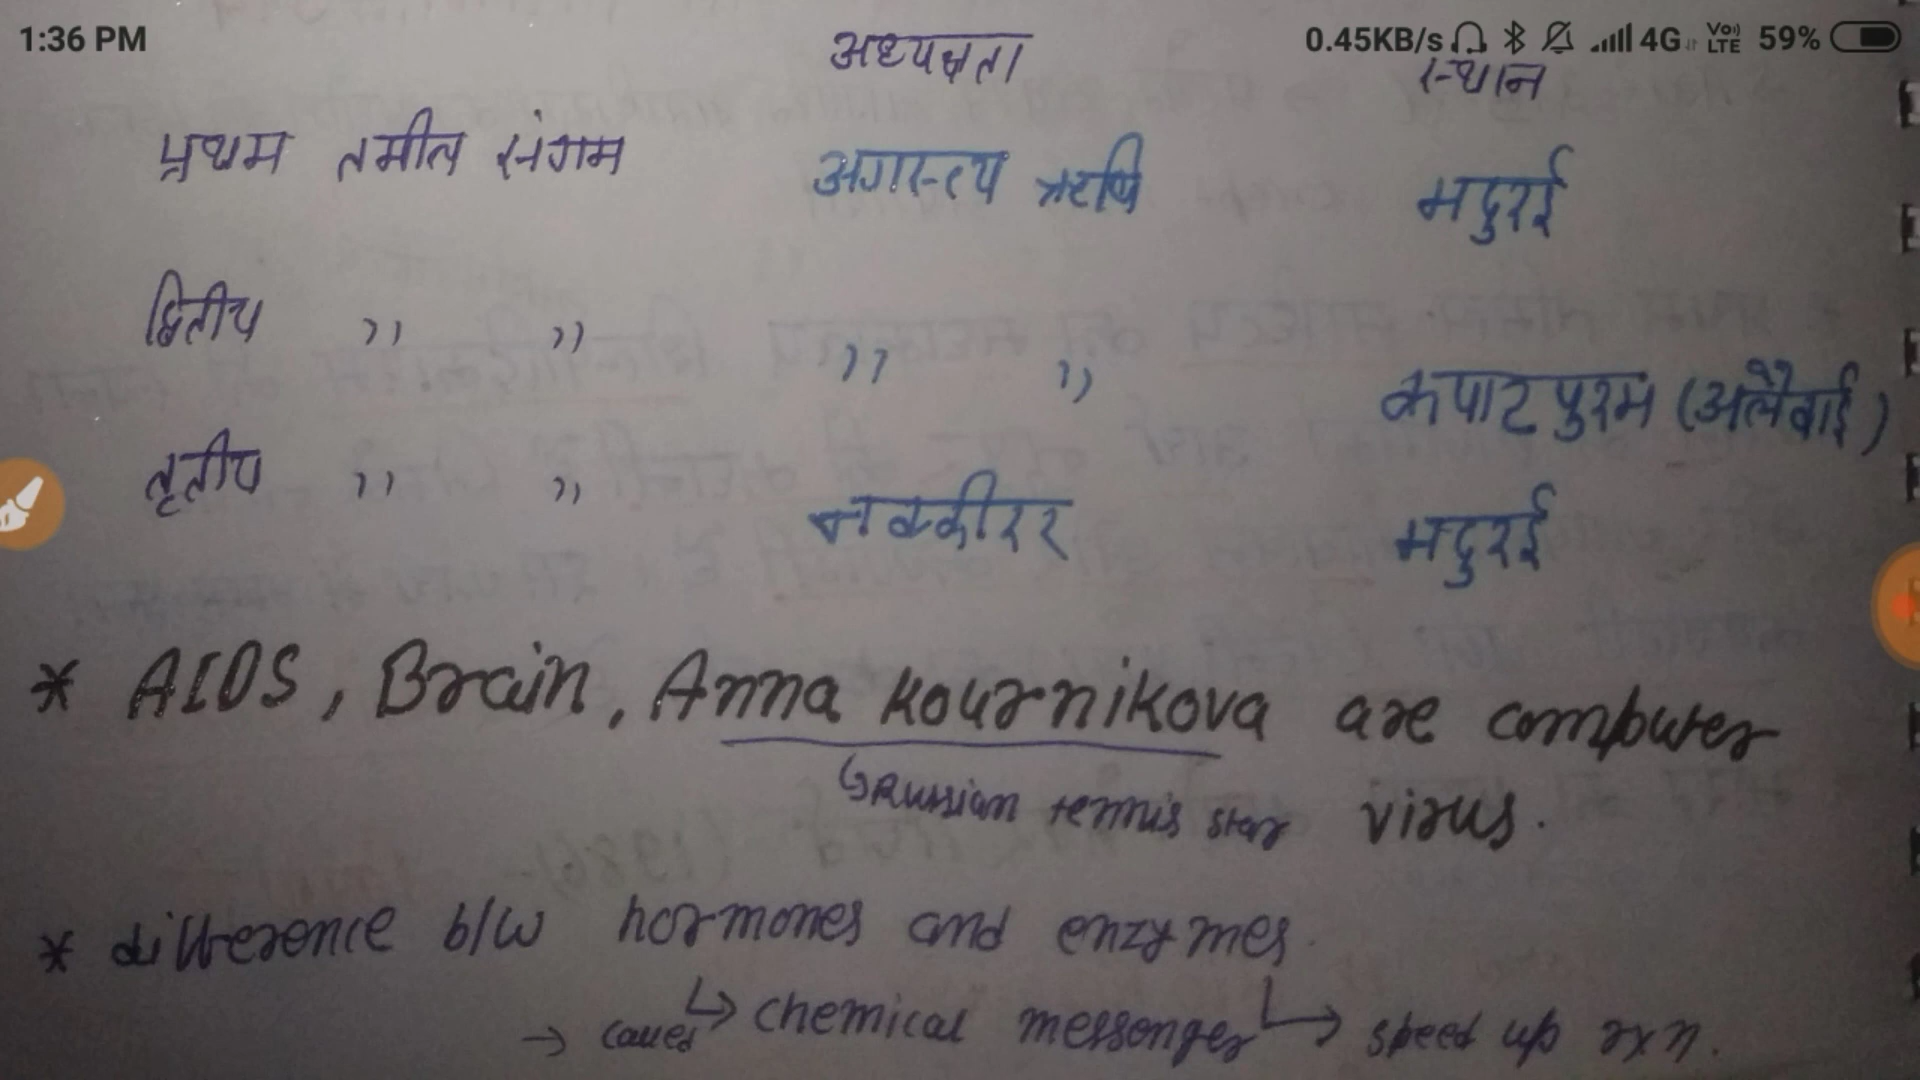 1:36 PM 0.45KB/s 4G VoLTE 59%
अध्यक्षता स्थान
प्रथम तमील संगम अगस्त्य ऋषि मदुरई
द्वितीय ,, ,, ,, ,, कपाटपुरम (अलैवाई)
तृतीय ,, ,, नक्कीरर मदुरई
* AIDS, Brain, Anna Kournikova are computer
↳ Russian tennis star virus.
* difference b/w hormones and enzymes.
→ ↳ chemical messenger ↳ speed up rxn.